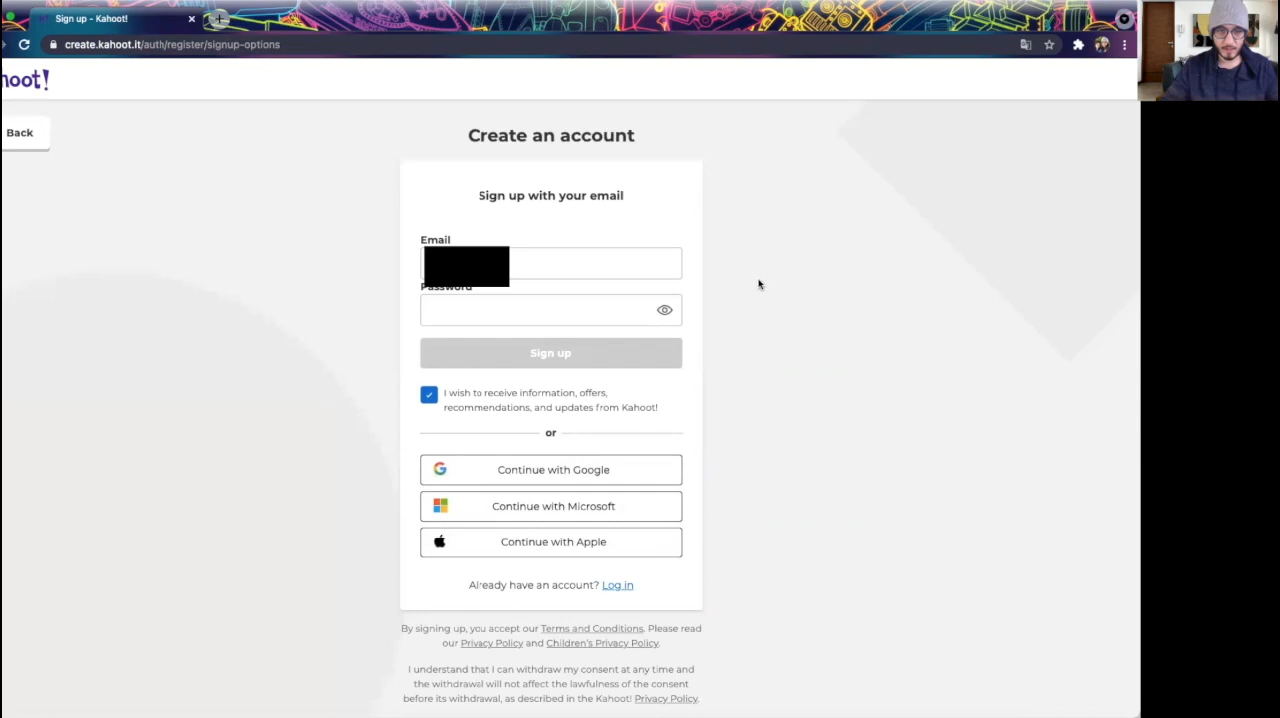 Sign up - Kahoot!
create.kahoot.it/auth/register/signup-options
hoot!
Back
Create an account
Sign up with your email
Email
Password
Sign up
I wish to receive information, offers,
recommendations, and updates from Kahoot!
or
Continue with Google
Continue with Microsoft
Continue with Apple
Already have an account? Log in
By signing up, you accept our Terms and Conditions. Please read
our Privacy Policy and Children's Privacy Policy.
I understand that I can withdraw my consent at any time and
the withdrawal will not affect the lawfulness of the consent
before its withdrawal, as described in the Kahoot! Privacy Policy.